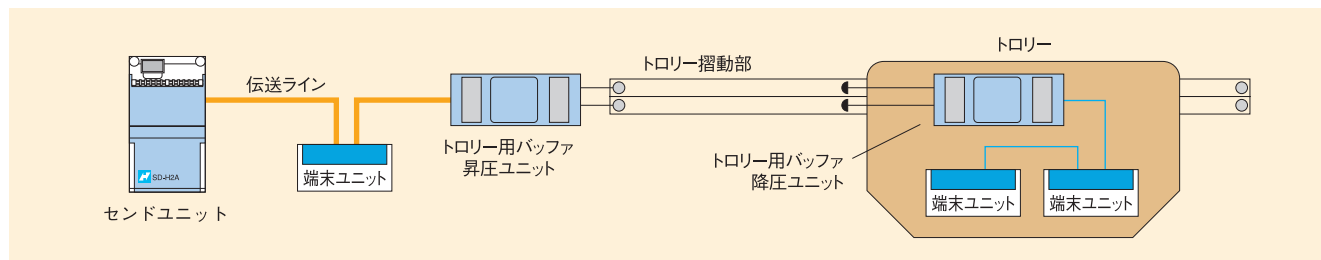 トロリー
トロリー摺動部
伝送ライン
SD-H2A
センドユニット
端末ユニット
トロリー用バッファ
昇圧ユニット
トロリー用バッファ
降圧ユニット
端末ユニット
端末ユニット